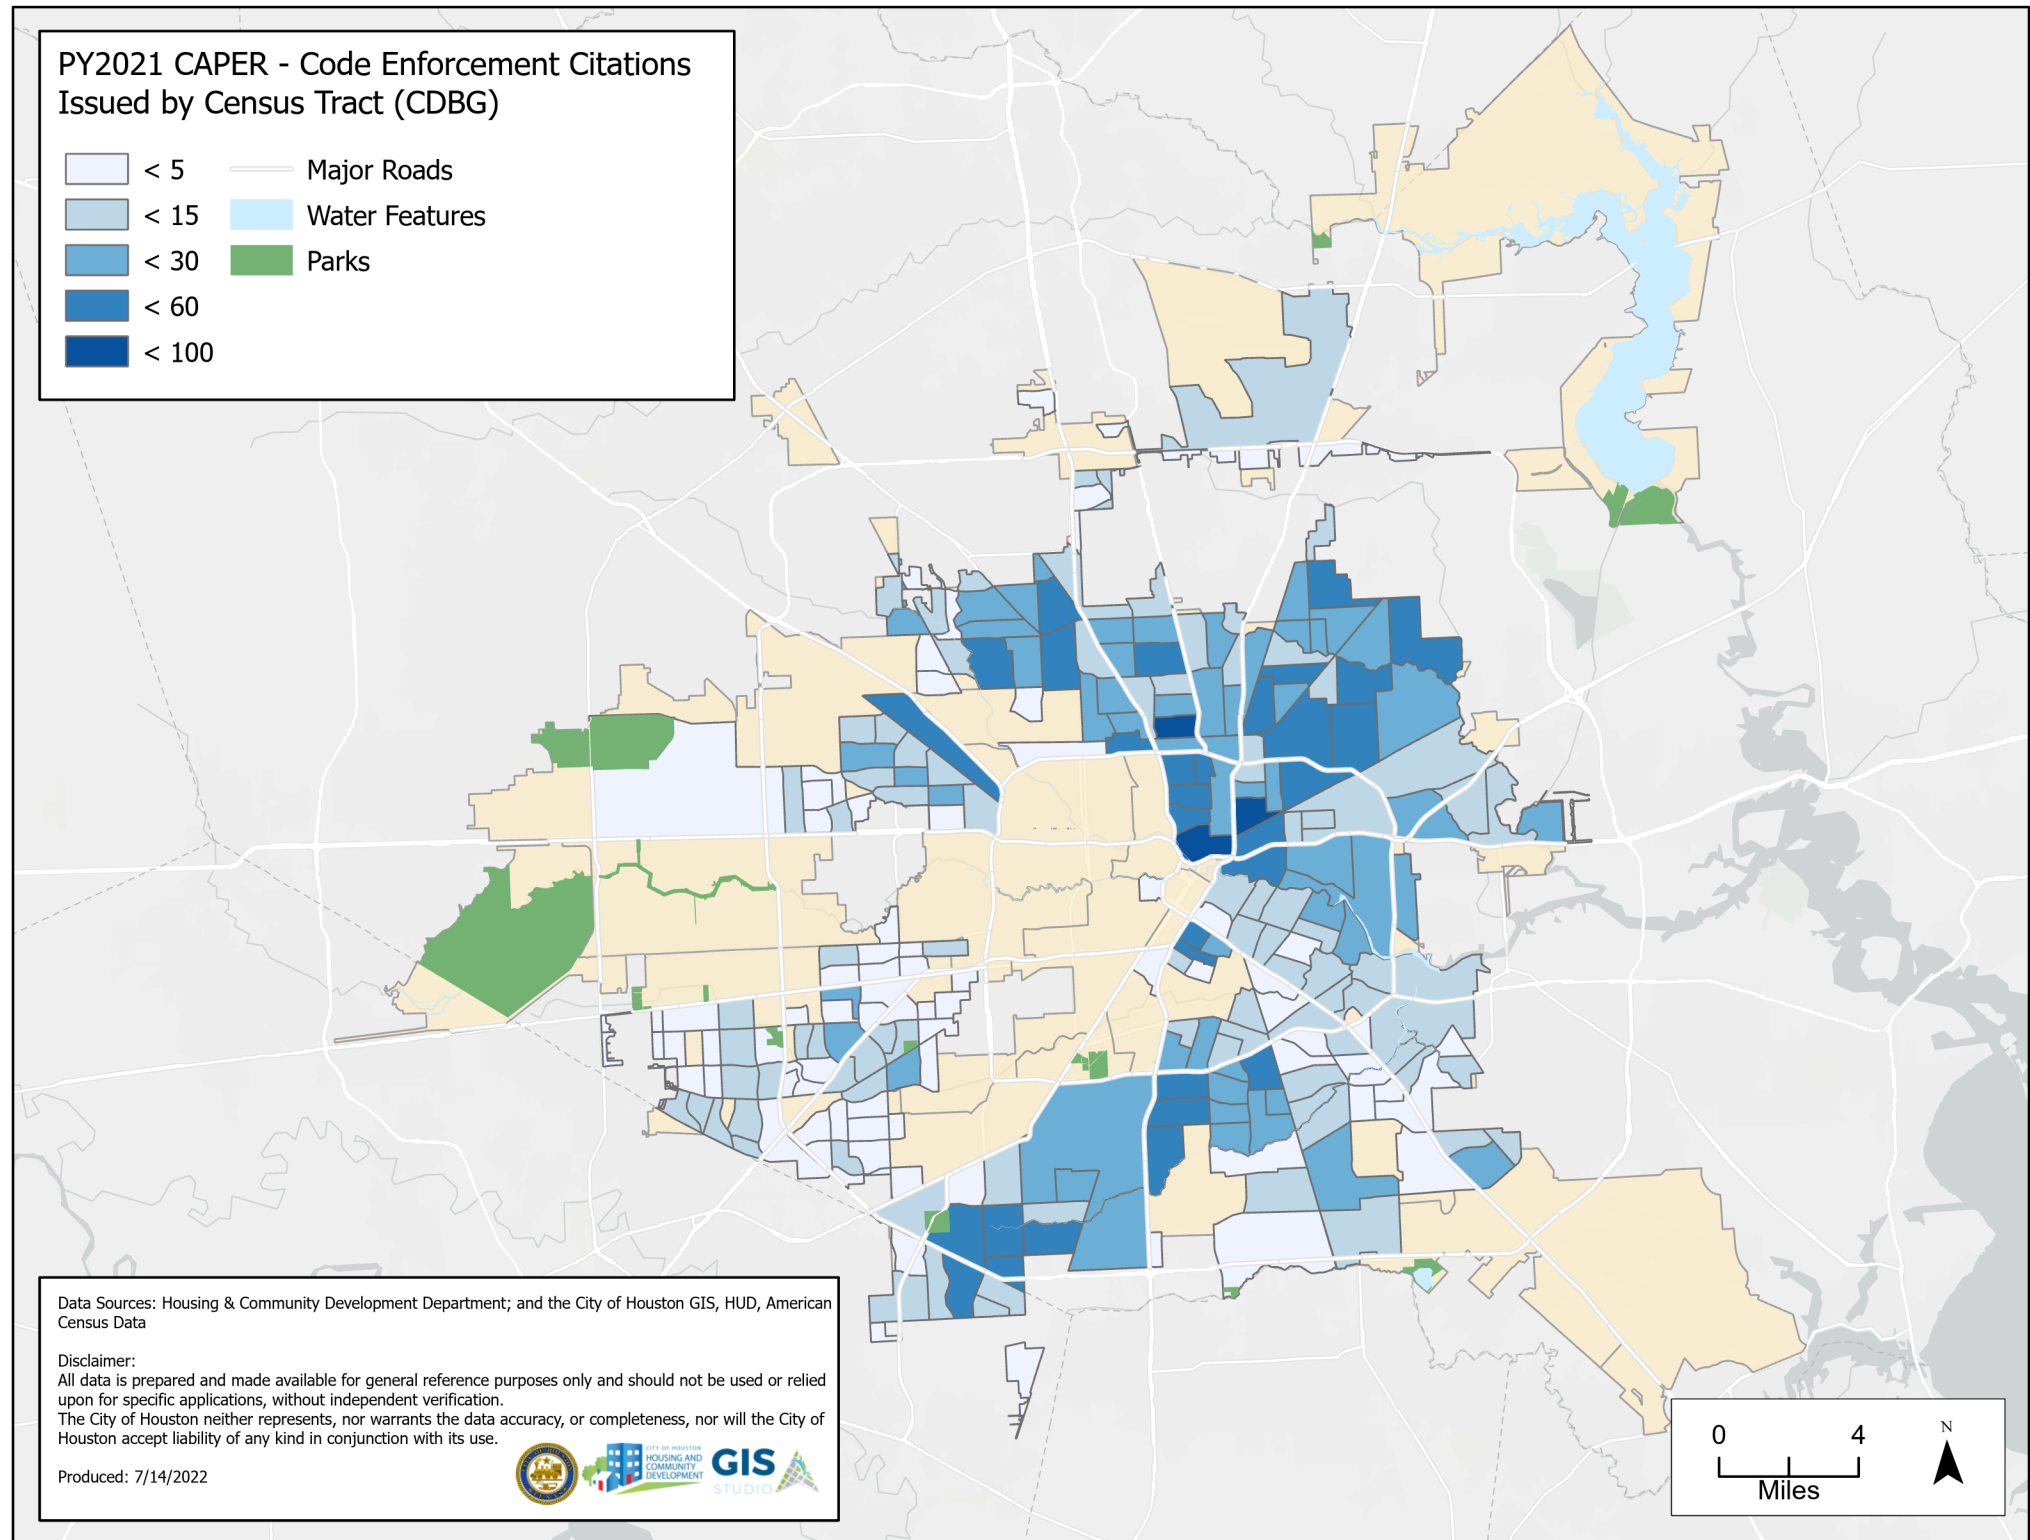 PY2021 CAPER - Code Enforcement Citations
Issued by Census Tract (CDBG)
< 5
Major Roads
< 15
Water Features
< 30
Parks
< 60
< 100
Data Sources: Housing & Community Development Department; and the City of Houston GIS, HUD, American
Census Data
Disclaimer:
All data is prepared and made available for general reference purposes only and should not be used or relied
upon for specific applications, without independent verification.
The City of Houston neither represents, nor warrants the data accuracy, or completeness, nor will the City of
Houston accept liability of any kind in conjunction with its use.
Produced: 7/14/2022
CITY OF HOUSTON
HOUSING AND
COMMUNITY
DEVELOPMENT
GIS
STUDIO
0 4
Miles
N